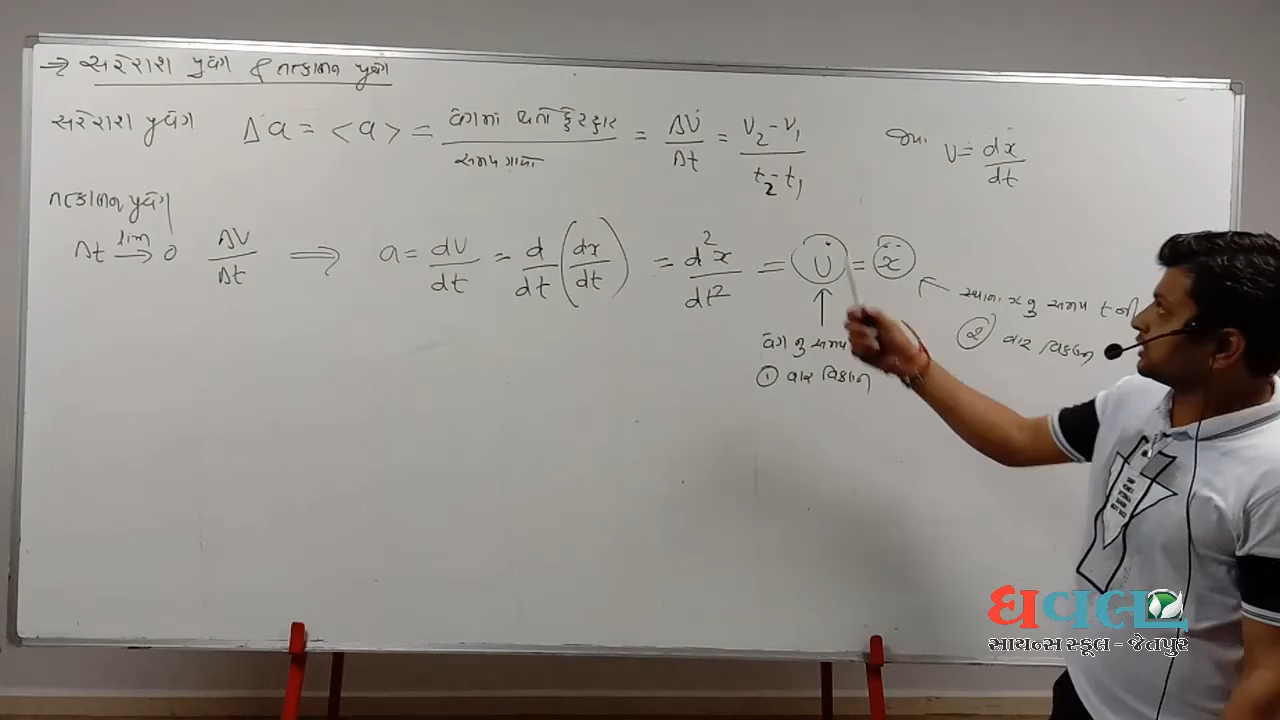 → સરેરાશ પ્રવેગ & તત્કાલિન પ્રવેગ
સરેરાશ પ્રવેગ Δa = <a> = વેગમાં થતો ફેરફાર / સમયગાળો = Δv/Δt = v₂-v₁ / t₂-t₁ જ્યાં v = dx/dt
તત્કાલિન પ્રવેગ
lim Δt → 0 Δv/Δt ⇒ a = dv/dt = d/dt (dx/dt) = d²x/dt² = v̇ = ẍ
સ્થાન x નું સમય t ની
② વાર વિકલન
વેગ નું સમય
① વાર વિકલન
ધવલ
સાયન્સ સ્કૂલ - જેતપુર